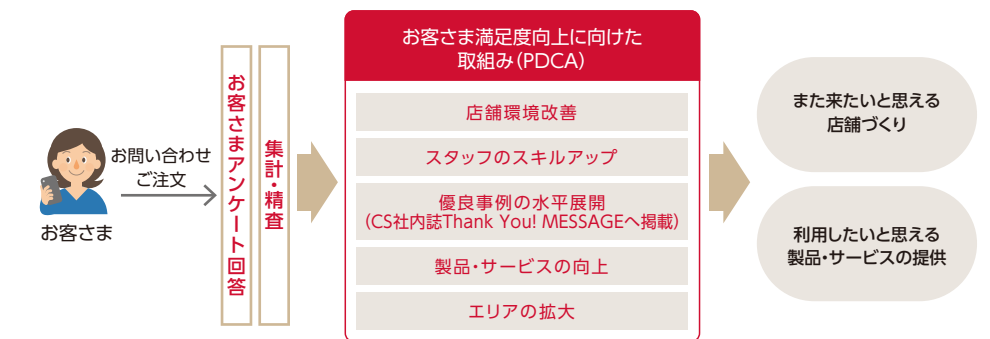 お客さま
お問い合わせ
ご注文
お客さまアンケート回答
集計・精査
お客さま満足度向上に向けた
取組み(PDCA)
店舗環境改善
スタッフのスキルアップ
優良事例の水平展開
(CS社内誌Thank You! MESSAGEへ掲載)
製品・サービスの向上
エリアの拡大
また来たいと思える
店舗づくり
利用したいと思える
製品・サービスの提供